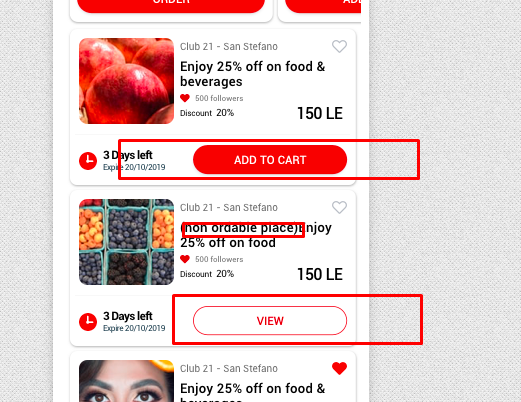 ORDER
Club 21 - San Stefano
Enjoy 25% off on food &
beverages
500 followers
Discount 20%
150 LE
3 Days left
Expire 20/10/2019
ADD TO CART
Club 21 - San Stefano
(non ordable place)Enjoy
25% off on food
500 followers
Discount 20%
150 LE
3 Days left
Expire 20/10/2019
VIEW
Club 21 - San Stefano
Enjoy 25% off on food &